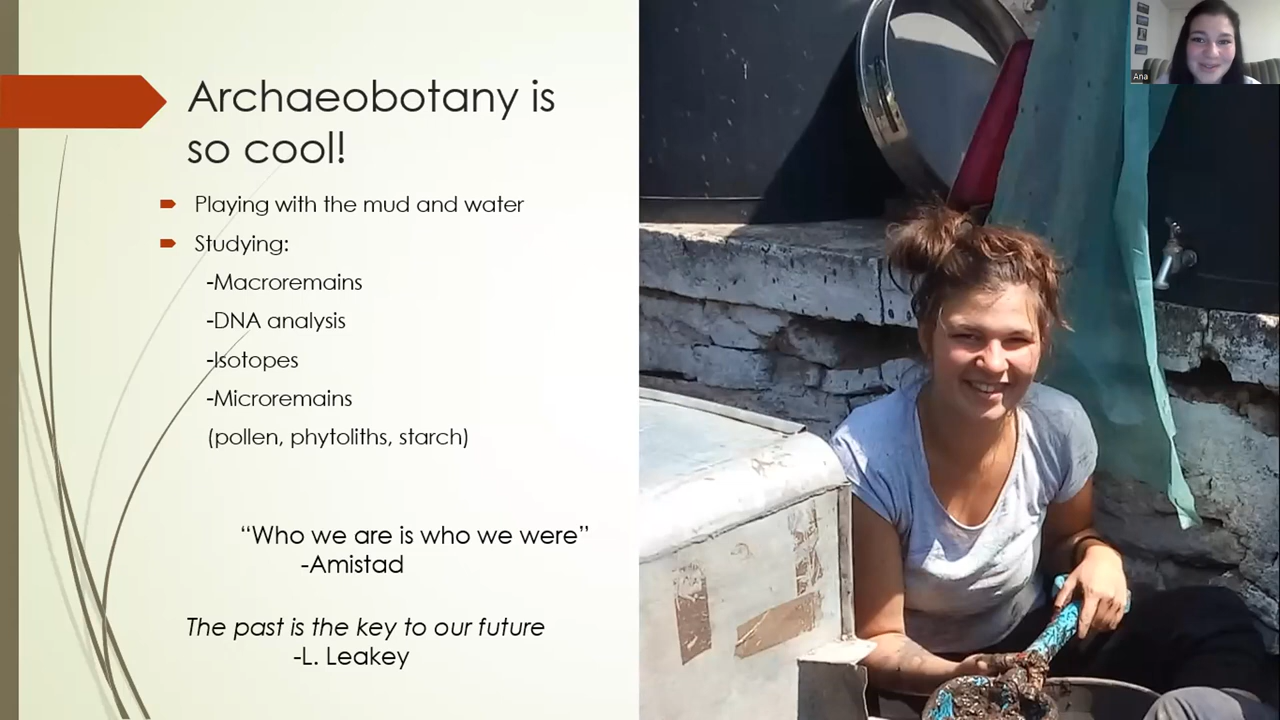 Archaeobotany is
so cool!
Playing with the mud and water
Studying:
-Macroremains
-DNA analysis
-Isotopes
-Microremains
(pollen, phytoliths, starch)
“Who we are is who we were”
-Amistad
The past is the key to our future
-L. Leakey
Ana